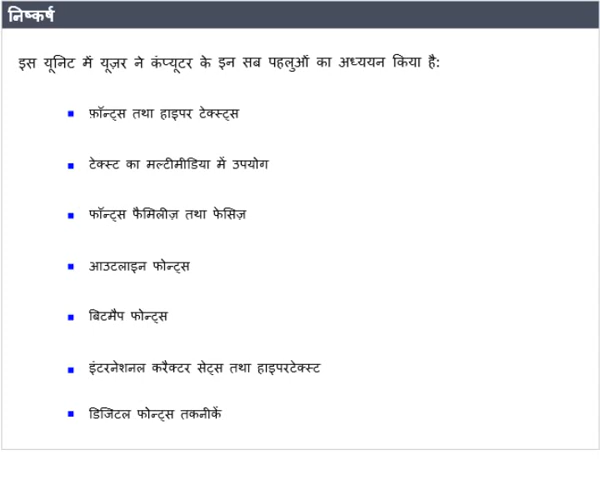 निष्कर्ष
इस यूनिट में यूज़र ने कंप्यूटर के इन सब पहलुओं का अध्ययन किया है:
फ़ॉन्ट्स तथा हाइपर टेक्स्ट्स
टेक्स्ट का मल्टीमीडिया में उपयोग
फॉन्ट्स फैमिलीज़ तथा फेसिज़
आउटलाइन फोन्ट्स
बिटमैप फोन्ट्स
इंटरनेशनल करैक्टर सेट्स तथा हाइपरटेक्स्ट
डिजिटल फोन्ट्स तकनीकें